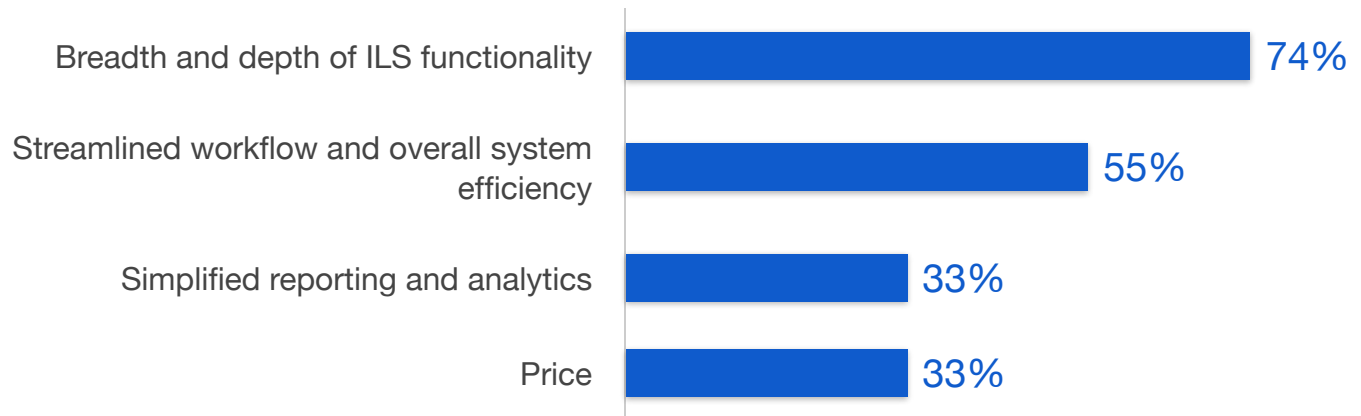 Breadth and depth of ILS functionality 74%
Streamlined workflow and overall system
efficiency 55%
Simplified reporting and analytics 33%
Price 33%